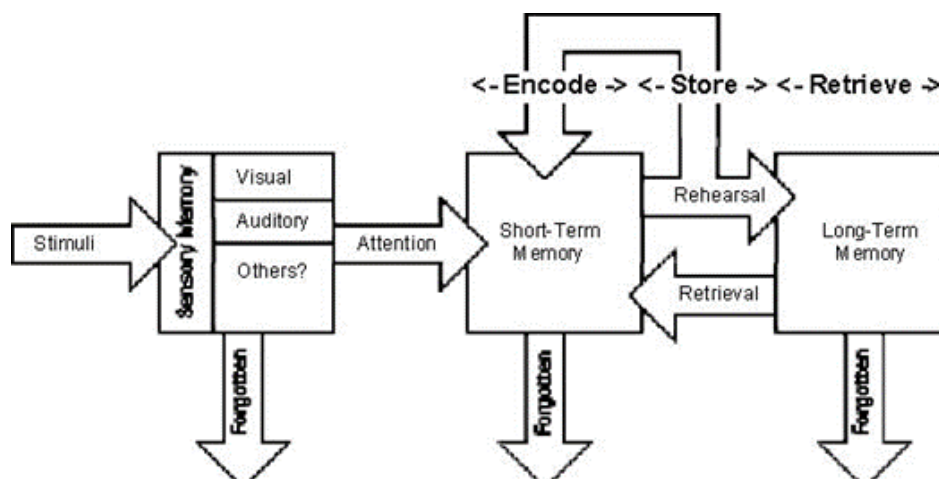 <-Encode -> <- Store -> <- Retrieve ->
Stimuli
Sensory Memory
Visual
Auditory
Others?
Attention
Short-Term
Memory
Rehearsal
Retrieval
Long-Term
Memory
Forgotten
Forgotten
Forgotten